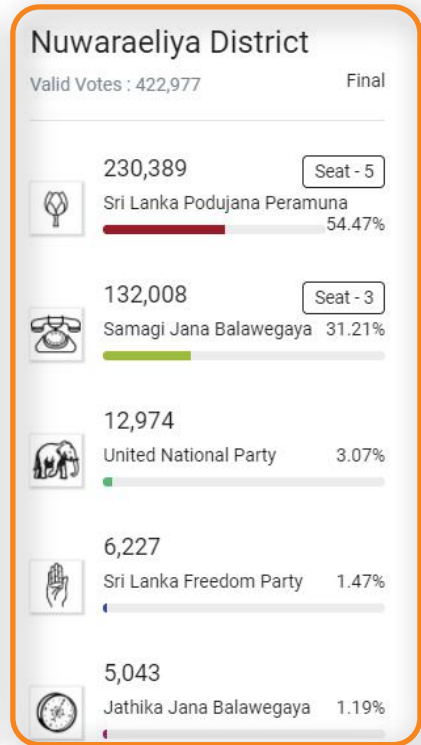 Nuwaraeliya District
Valid Votes : 422,977 Final
230,389 Seat - 5
Sri Lanka Podujana Peramuna
54.47%
132,008 Seat - 3
Samagi Jana Balawegaya 31.21%
12,974
United National Party 3.07%
6,227
Sri Lanka Freedom Party 1.47%
5,043
Jathika Jana Balawegaya 1.19%